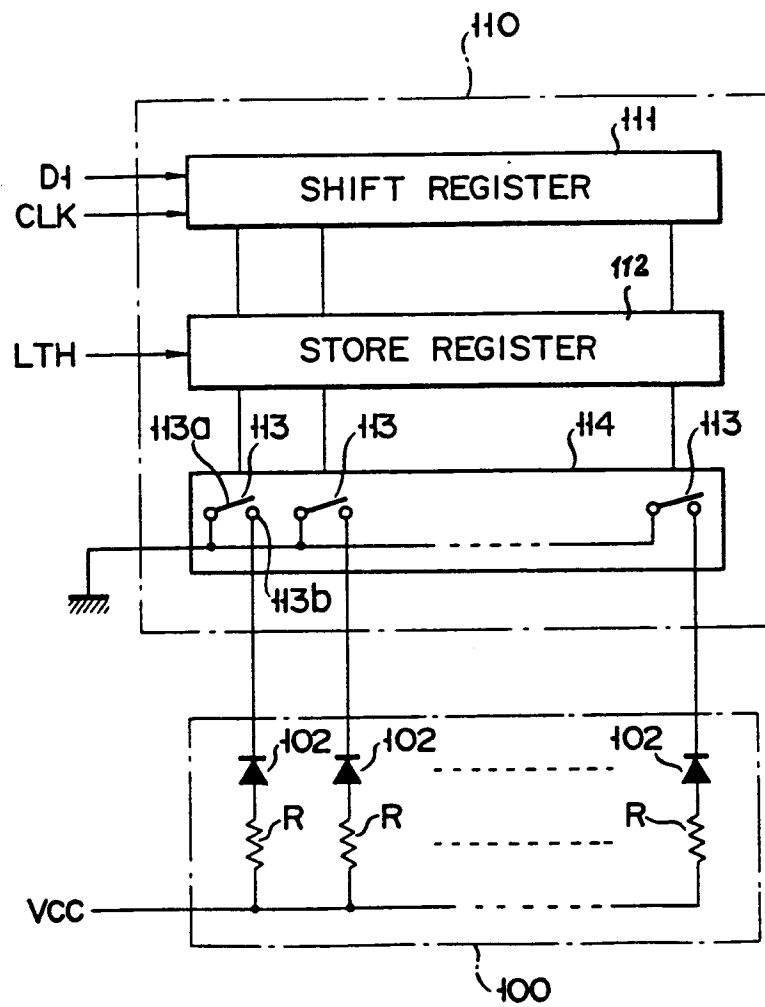 110
111
D1
SHIFT REGISTER
CLK
112
LTH
STORE REGISTER
113a 113 113 114 113
113b
102 102 102
R R R
VCC
100